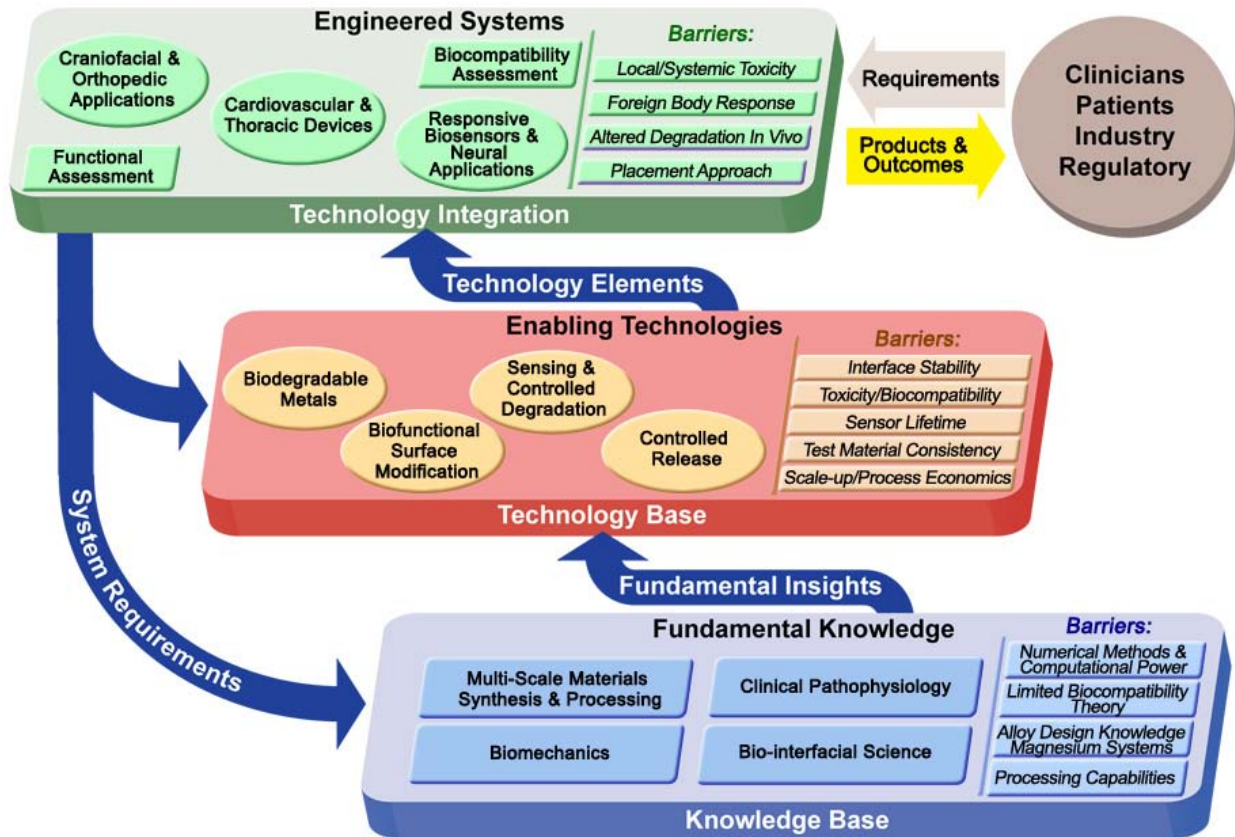 Engineered Systems
Craniofacial &
Orthopedic
Applications
Cardiovascular &
Thoracic Devices
Biocompatibility
Assessment
Responsive
Biosensors &
Neural
Applications
Functional
Assessment
Barriers:
Local/Systemic Toxicity
Foreign Body Response
Altered Degradation In Vivo
Placement Approach
Technology Integration
Requirements
Products &
Outcomes
Clinicians
Patients
Industry
Regulatory
Technology Elements
Enabling Technologies
Biodegradable
Metals
Biofunctional
Surface
Modification
Sensing &
Controlled
Degradation
Controlled
Release
Barriers:
Interface Stability
Toxicity/Biocompatibility
Sensor Lifetime
Test Material Consistency
Scale-up/Process Economics
Technology Base
System Requirements
Fundamental Insights
Fundamental Knowledge
Multi-Scale Materials
Synthesis & Processing
Clinical Pathophysiology
Biomechanics
Bio-interfacial Science
Barriers:
Numerical Methods &
Computational Power
Limited Biocompatibility
Theory
Alloy Design Knowledge
Magnesium Systems
Processing Capabilities
Knowledge Base